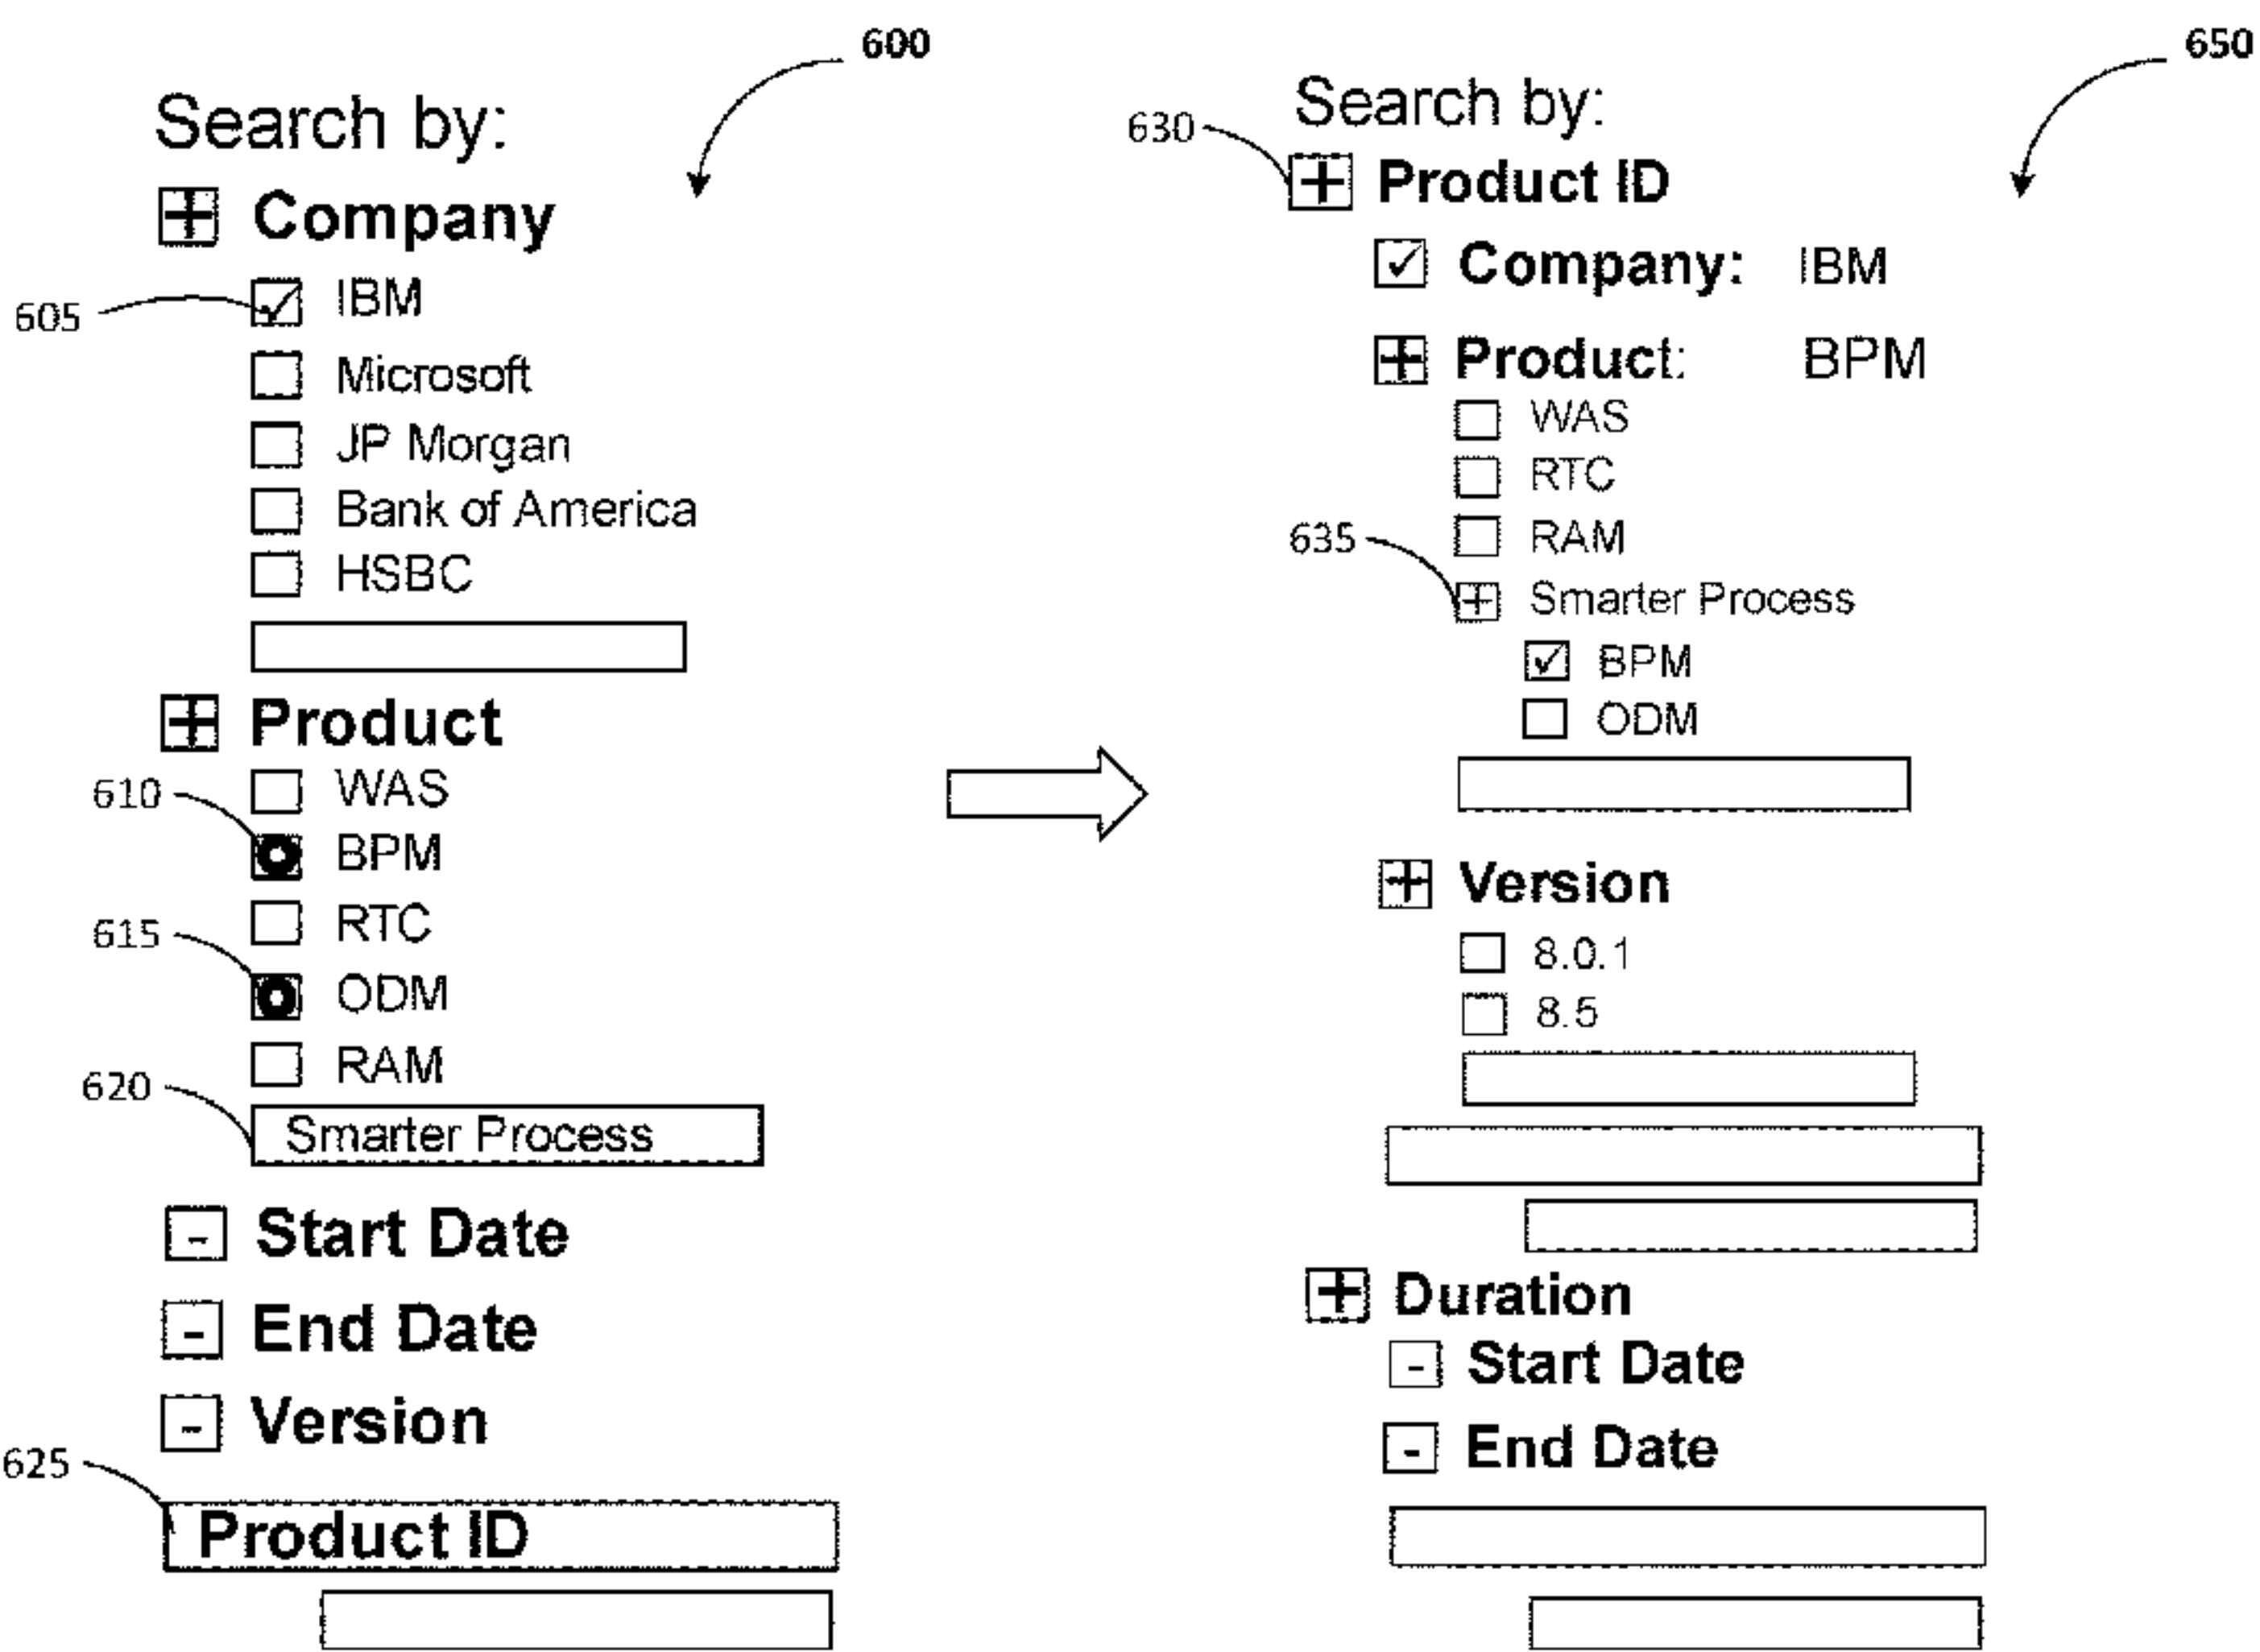 600
Search by:
Company
605
IBM
Microsoft
JP Morgan
Bank of America
HSBC
Product
610
WAS
BPM
615
RTC
ODM
620
RAM
Smarter Process
- Start Date
- End Date
- Version
625
Product ID
650
Search by:
630
+ Product ID
Company: IBM
+ Product: BPM
WAS
RTC
635
RAM
+ Smarter Process
BPM
ODM
+ Version
8.0.1
8.5
+ Duration
- Start Date
- End Date